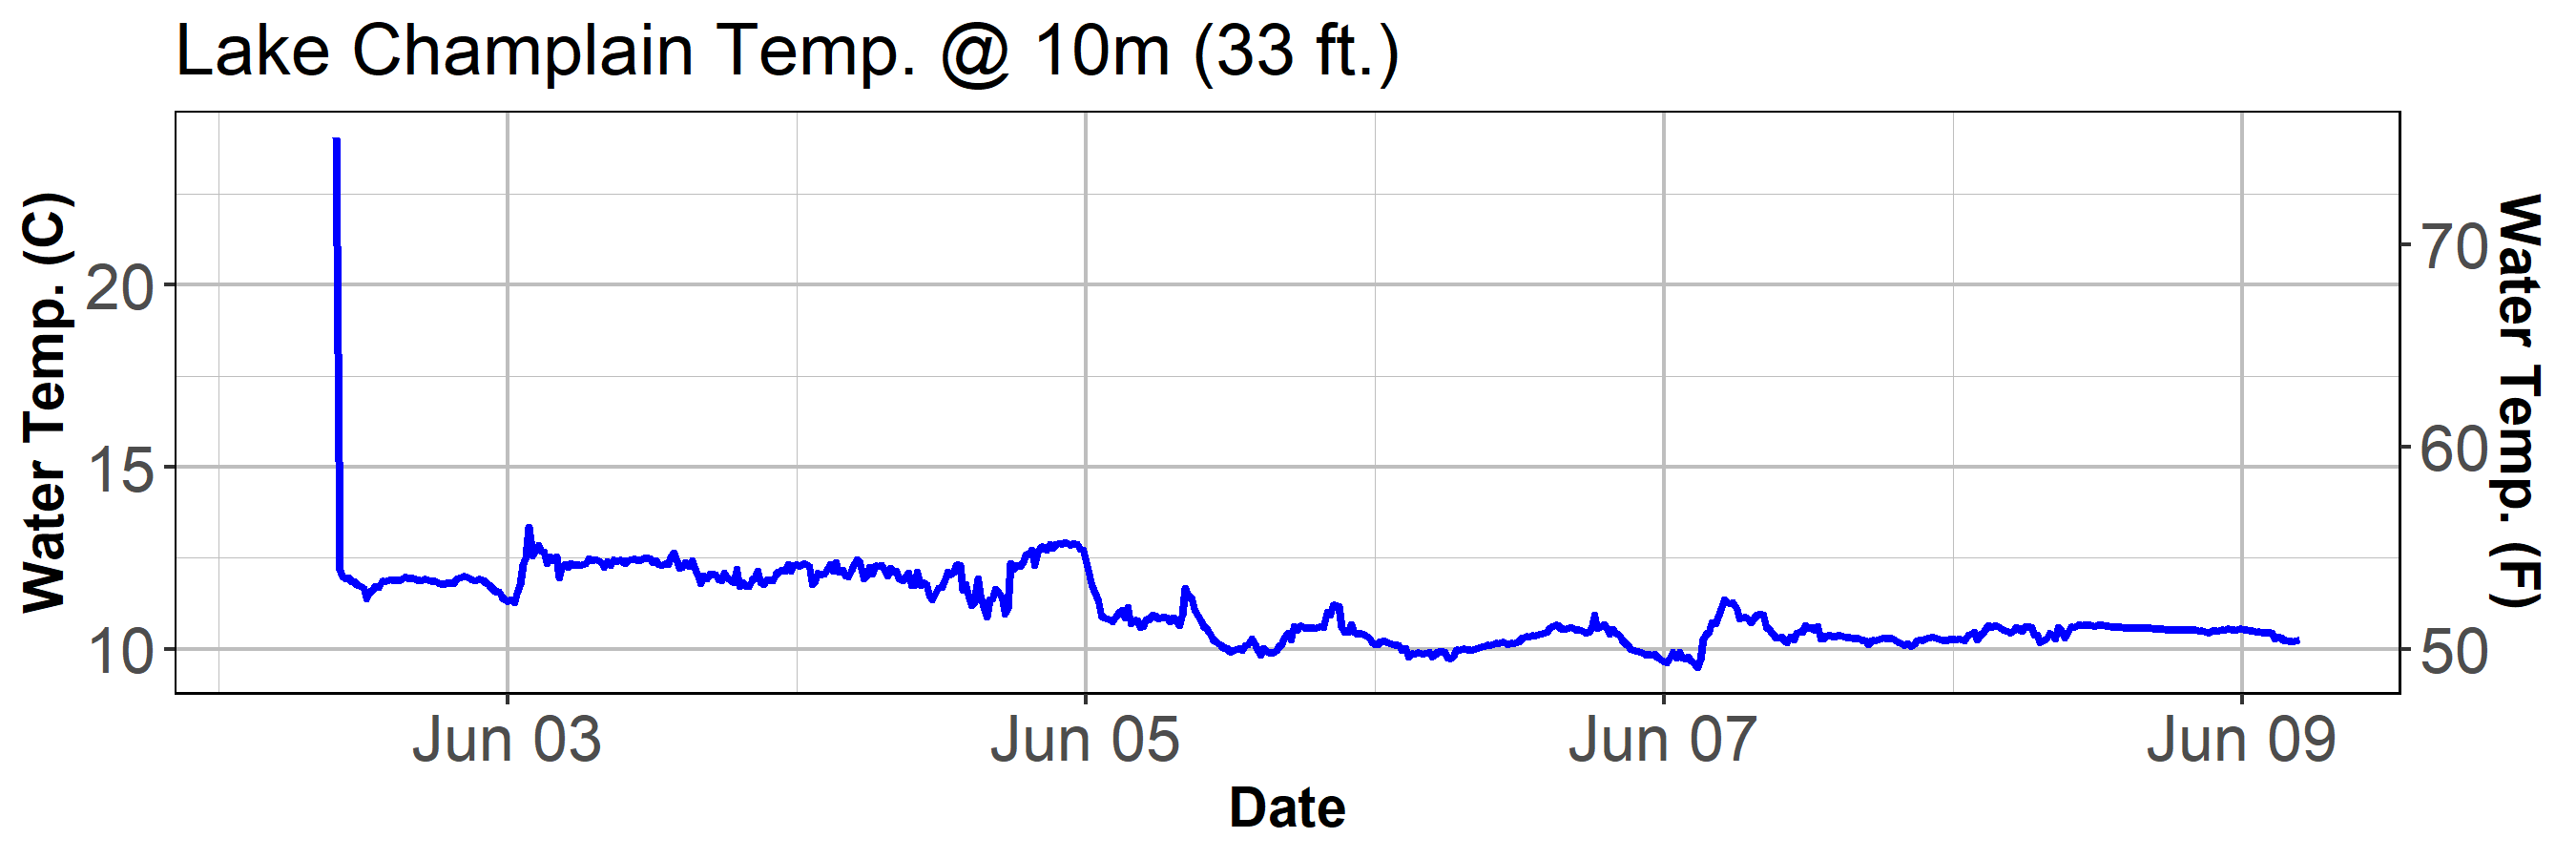 Lake Champlain Temp. @ 10m (33 ft.)
Water Temp. (C)
20
15
10
70
60
50
Water Temp. (F)
Jun 03
Jun 05
Jun 07
Jun 09
Date